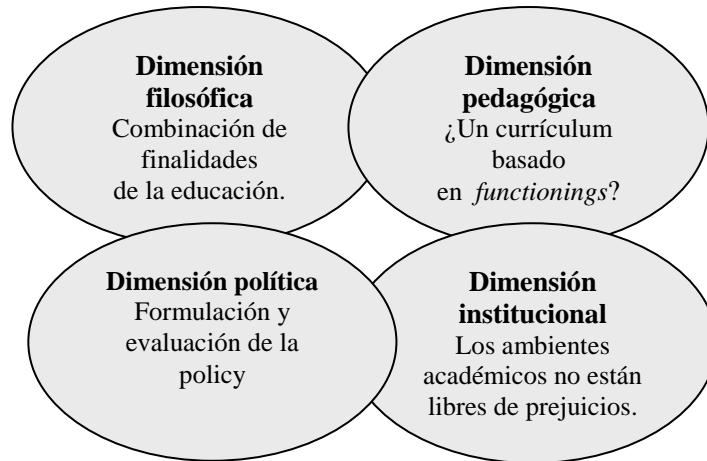 Dimensión
filosófica
Combinación de
finalidades
de la educación.
Dimensión
pedagógica
¿Un currículum
basado
en functionings?
Dimensión política
Formulación y
evaluación de la
policy
Dimensión
institucional
Los ambientes
académicos no están
libres de prejuicios.